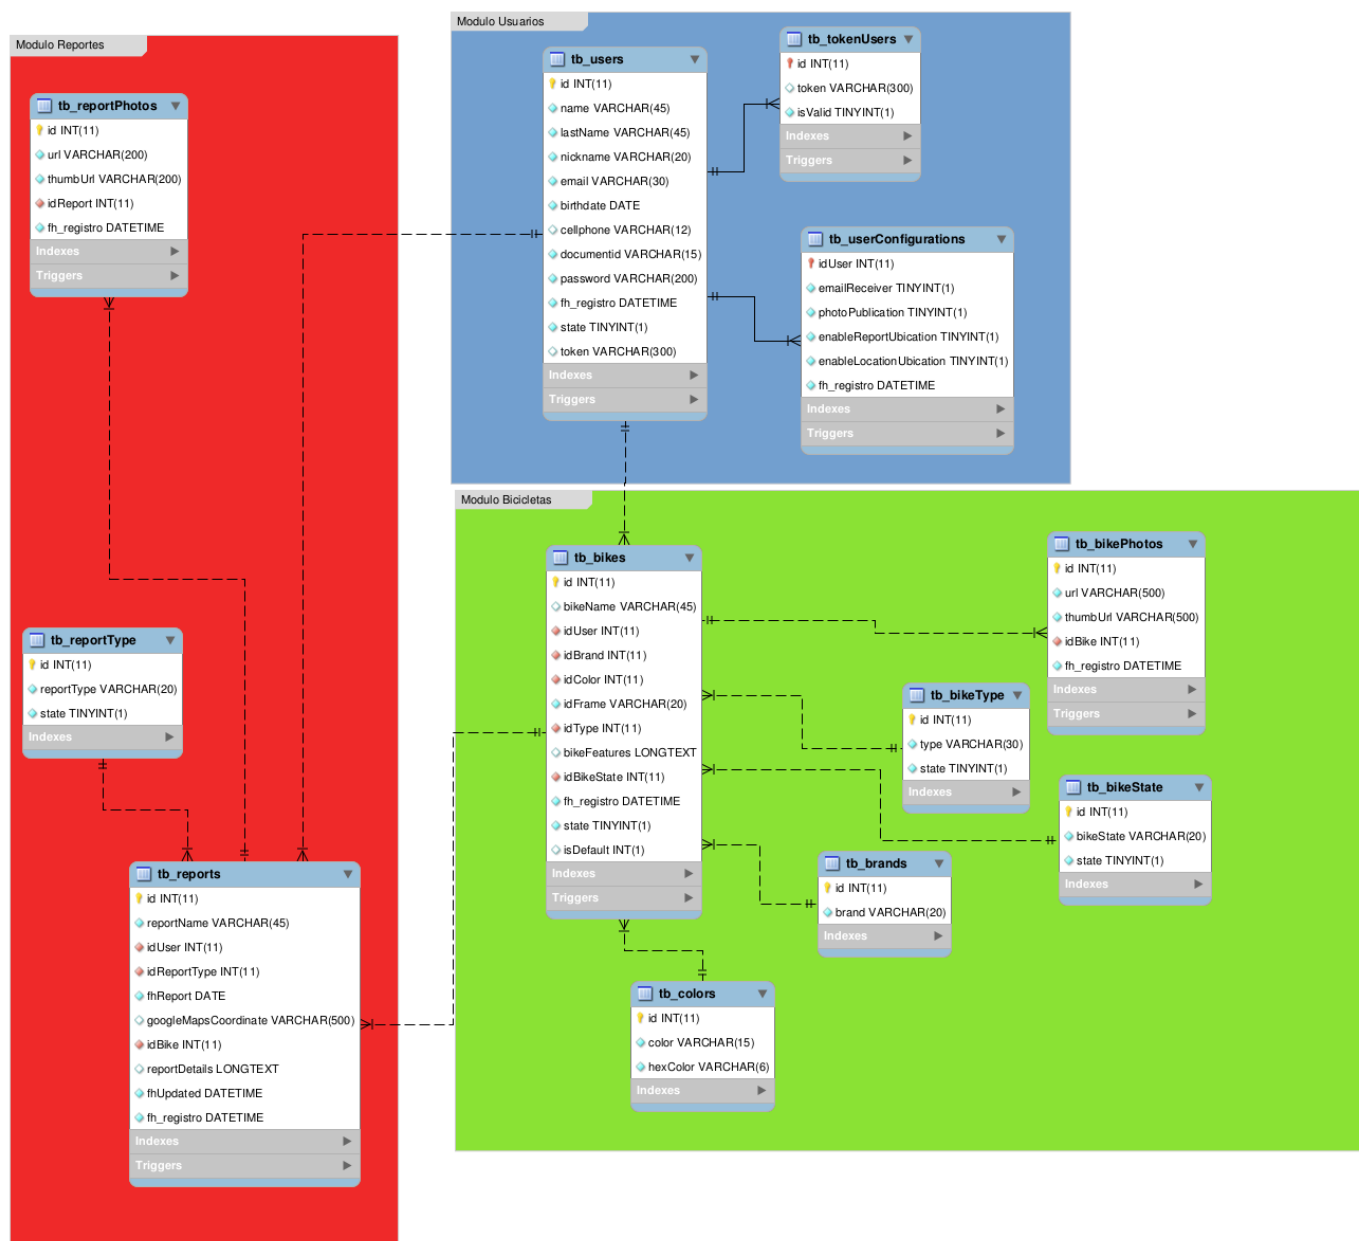 Modulo Reportes
tb_reportPhotos
id INT(11)
url VARCHAR(200)
thumbUrl VARCHAR(200)
idReport INT(11)
fh_registro DATETIME
Indexes
Triggers
tb_reportType
id INT(11)
reportType VARCHAR(20)
state TINYINT(1)
Indexes
tb_reports
id INT(11)
reportName VARCHAR(45)
idUser INT(11)
idReportType INT(11)
fhReport DATE
googleMapsCoordinate VARCHAR(500)
idBike INT(11)
reportDetails LONGTEXT
fhUpdated DATETIME
fh_registro DATETIME
Indexes
Triggers
Modulo Usuarios
tb_users
id INT(11)
name VARCHAR(45)
lastName VARCHAR(45)
nickname VARCHAR(20)
email VARCHAR(30)
birthdate DATE
cellphone VARCHAR(12)
documentid VARCHAR(15)
password VARCHAR(200)
fh_registro DATETIME
state TINYINT(1)
token VARCHAR(300)
Indexes
Triggers
tb_tokenUsers
id INT(11)
token VARCHAR(300)
isValid TINYINT(1)
Indexes
Triggers
tb_userConfigurations
idUser INT(11)
emailReceiver TINYINT(1)
photoPublication TINYINT(1)
enableReportUbication TINYINT(1)
enableLocationUbication TINYINT(1)
fh_registro DATETIME
Indexes
Triggers
Modulo Bicicletas
tb_bikes
id INT(11)
bikeName VARCHAR(45)
idUser INT(11)
idBrand INT(11)
idColor INT(11)
idFrame VARCHAR(20)
idType INT(11)
bikeFeatures LONGTEXT
idBikeState INT(11)
fh_registro DATETIME
state TINYINT(1)
isDefault INT(1)
Indexes
Triggers
tb_bikePhotos
id INT(11)
url VARCHAR(500)
thumbUrl VARCHAR(500)
idBike INT(11)
fh_registro DATETIME
Indexes
Triggers
tb_bikeType
id INT(11)
type VARCHAR(30)
state TINYINT(1)
Indexes
tb_bikeState
id INT(11)
bikeState VARCHAR(20)
state TINYINT(1)
Indexes
tb_brands
id INT(11)
brand VARCHAR(20)
Indexes
tb_colors
id INT(11)
color VARCHAR(15)
hexColor VARCHAR(6)
Indexes